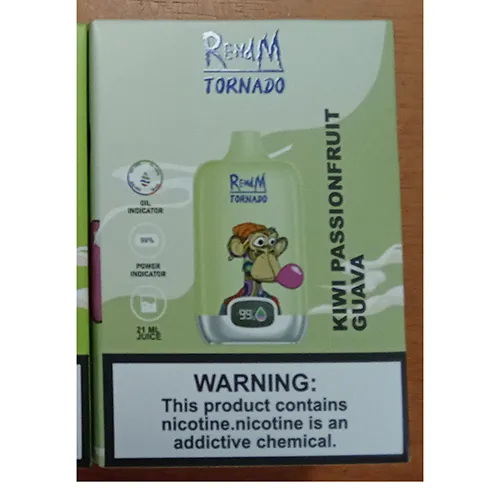 RandM
TORNADO
OIL
INDICATOR
99%
POWER
INDICATOR
21 ML
JUICE
RandM
TORNADO
99
KIWI PASSIONFRUIT
GUAVA
WARNING:
This product contains
nicotine.nicotine is an
addictive chemical.